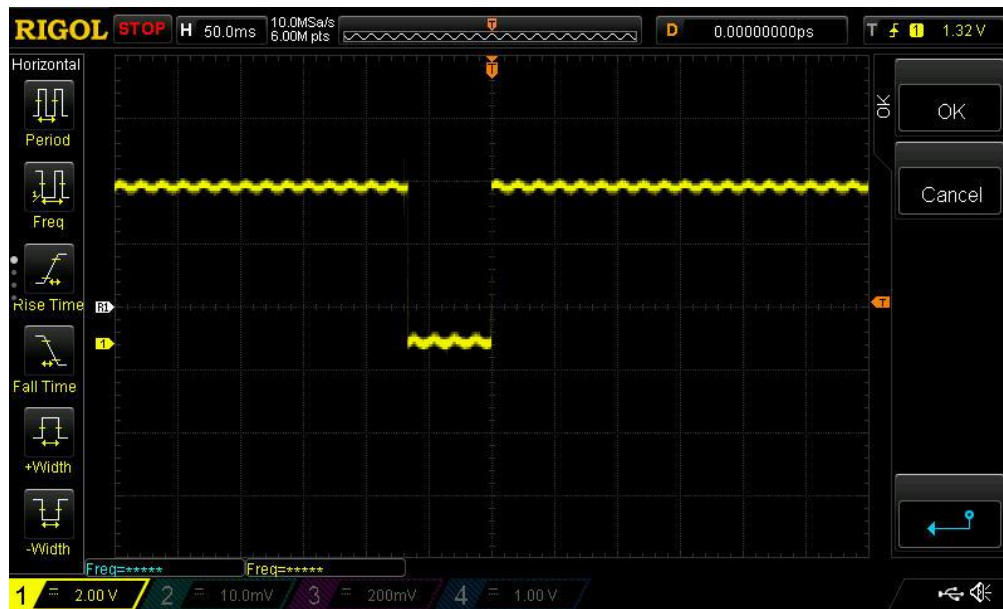 RIGOL STOP H 50.0ms 10.0MSa/s 6.00M pts T D 0.00000000ps T 1 1.32 V
Horizontal
T
OK
OK
Period
Cancel
Freq
Rise Time
R1
T
1
Fall Time
+Width
-Width
Freq=***** Freq=*****
1 = 2.00 V 2 = 10.0mV 3 = 200mV 4 = 1.00 V